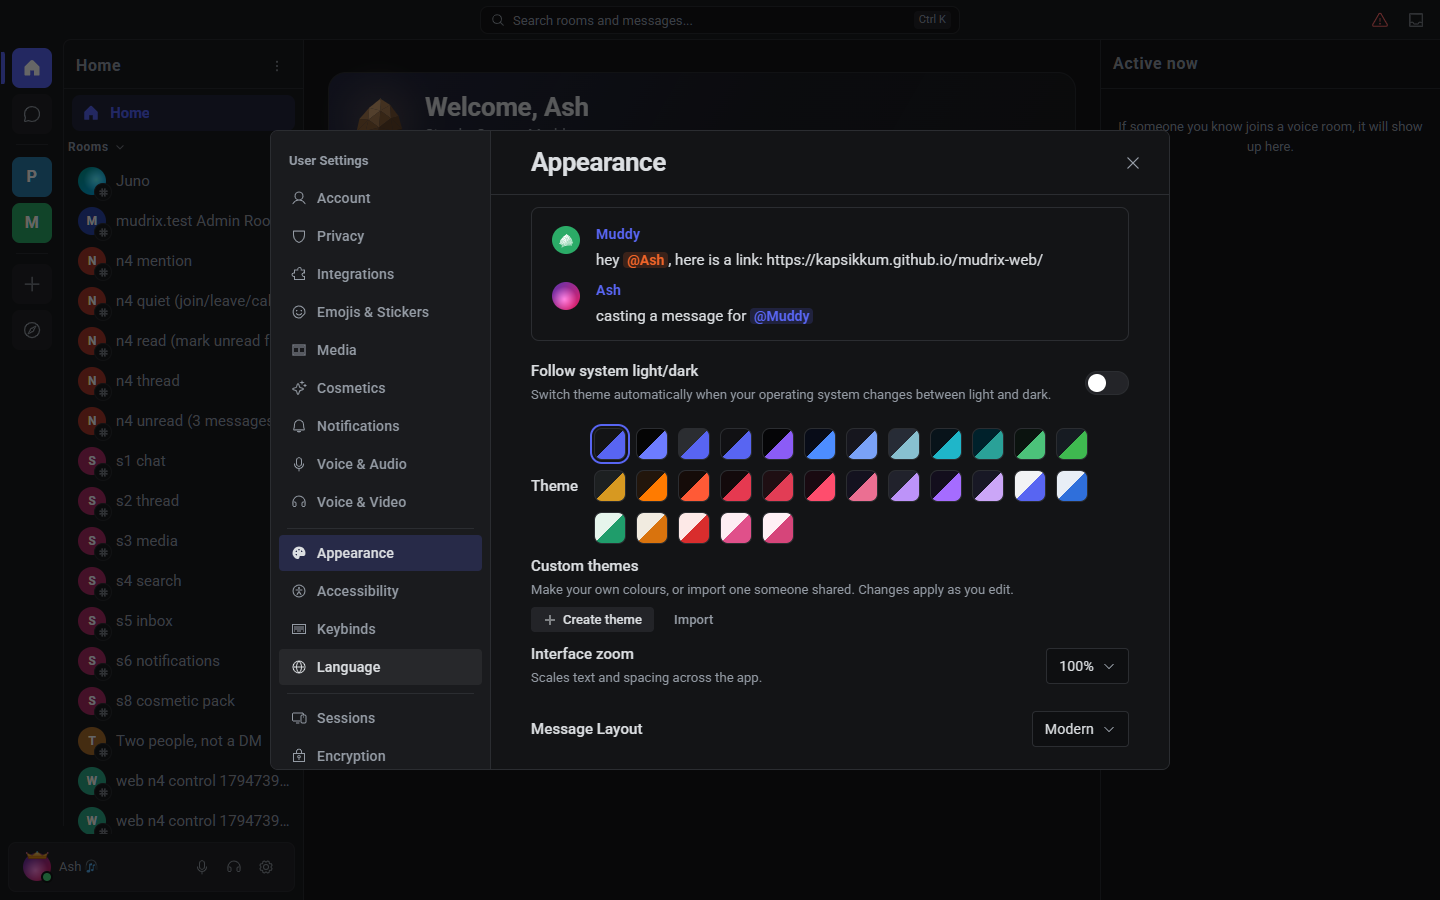 Search rooms and messages...
Ctrl K
Home
Active now
Home
Welcome, Ash
If someone you know joins a voice room, it will show
up here.
P
M
Rooms
Juno
M
mudrix.test Admin Roo
N
n4 mention
N
n4 quiet (join/leave/cal
N
n4 read (mark unread f
N
n4 thread
N
n4 unread (3 messages
S
s1 chat
S
s2 thread
S
s3 media
S
s4 search
S
s5 inbox
S
s6 notifications
S
s8 cosmetic pack
T
Two people, not a DM
W
web n4 control 1794739...
W
web n4 control 1794739...
Ash
User Settings
Account
Privacy
Integrations
Emojis & Stickers
Media
Cosmetics
Notifications
Voice & Audio
Voice & Video
Appearance
Accessibility
Keybinds
Language
Sessions
Encryption
Appearance
Muddy
hey @Ash, here is a link: https://kapsikkum.github.io/mudrix-web/
Ash
casting a message for @Muddy
Follow system light/dark
Switch theme automatically when your operating system changes between light and dark.
Theme
Custom themes
Make your own colours, or import one someone shared. Changes apply as you edit.
Create theme
Import
Interface zoom
Scales text and spacing across the app.
100%
Message Layout
Modern